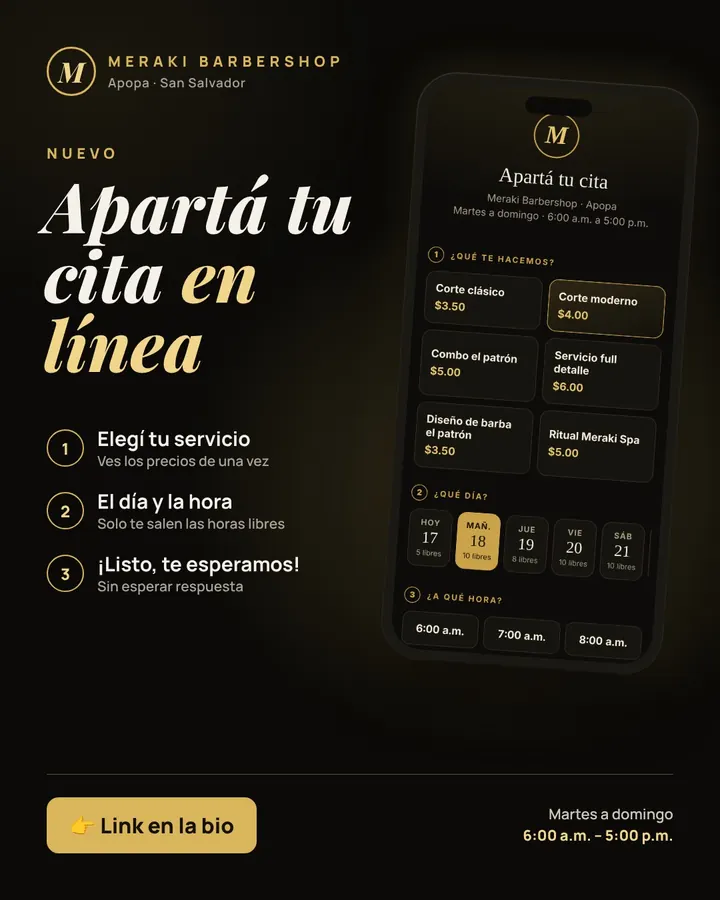 M
MERAKI BARBERSHOP
Apopa · San Salvador
NUEVO
Apartá tu
cita en
línea
1
Elegí tu servicio
Ves los precios de una vez
2
El día y la hora
Solo te salen las horas libres
3
¡Listo, te esperamos!
Sin esperar respuesta
M
Apartá tu cita
Meraki Barbershop · Apopa
Martes a domingo · 6:00 a.m. a 5:00 p.m.
1 ¿QUÉ TE HACEMOS?
Corte clásico
$3.50
Corte moderno
$4.00
Combo el patrón
$5.00
Servicio full
detalle
$6.00
Diseño de barba
el patrón
$3.50
Ritual Meraki Spa
$5.00
2 ¿QUÉ DÍA?
HOY
17
5 libres
MAÑ.
18
10 libres
JUE
19
8 libres
VIE
20
10 libres
SÁB
21
10 libres
3 ¿A QUÉ HORA?
6:00 a.m.
7:00 a.m.
8:00 a.m.
👉 Link en la bio
Martes a domingo
6:00 a.m. – 5:00 p.m.